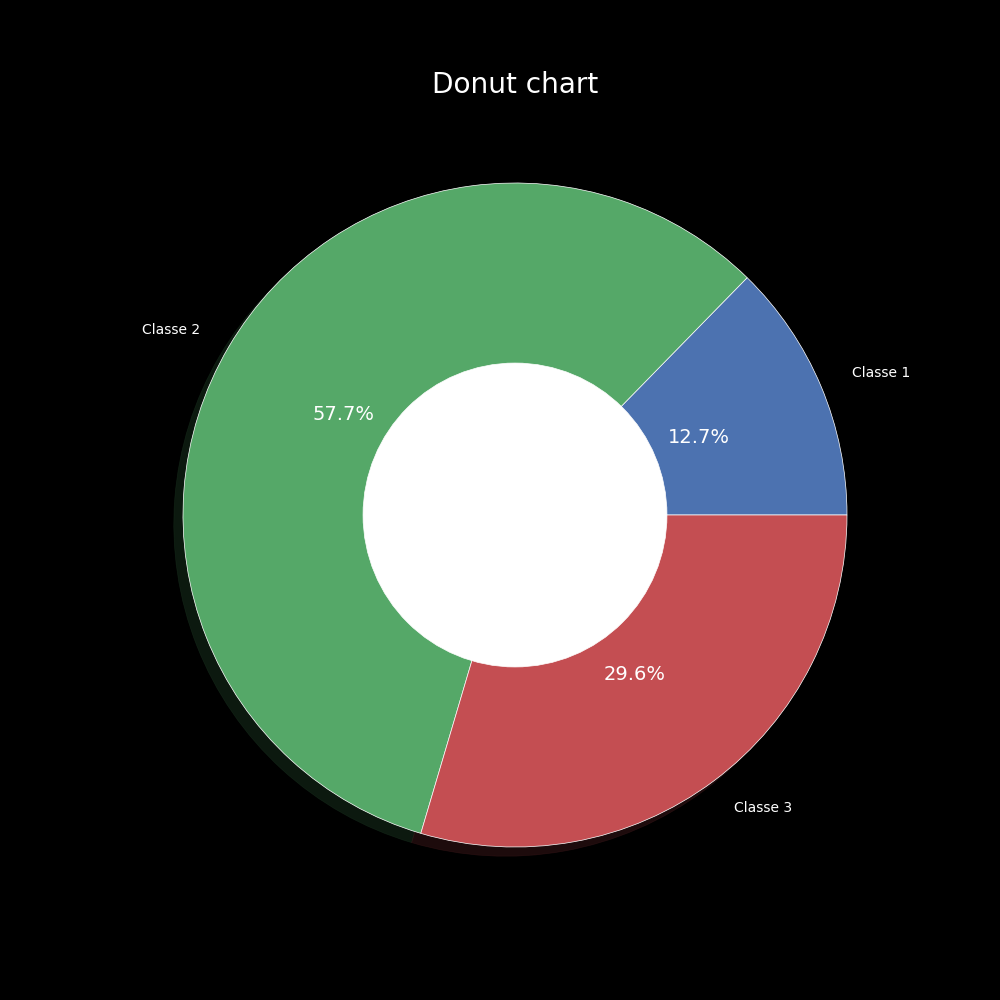 Donut chart
Classe 2
Classe 1
57.7%
12.7%
29.6%
Classe 3